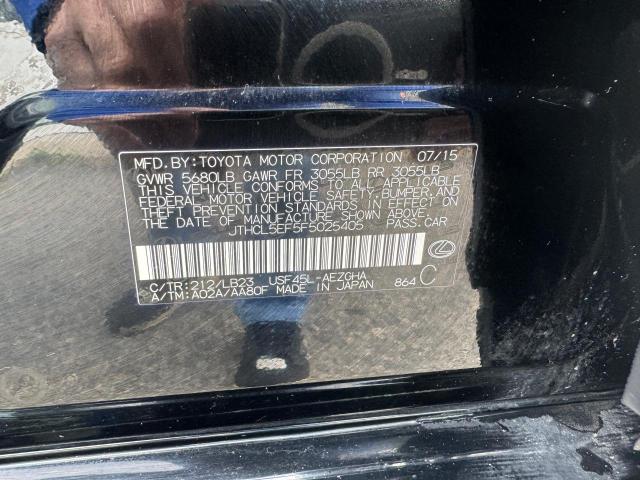 MFD. BY: TOYOTA MOTOR CORPORATION 07/15
GVWR 5680LB GAWR FR 3055LB RR 3055LB
THIS VEHICLE CONFORMS TO ALL APPLICABLE
FEDERAL MOTOR VEHICLE SAFETY, BUMPER, AND
THEFT PREVENTION STANDARDS IN EFFECT
ON THE DATE OF MANUFACTURE SHOWN ABOVE.
JTHCL5EF5F5025405 PASS.CAR
C/TR:212/LB23 USF45L-AEZGHA
A/TM:A02A/AA80F MADE IN JAPAN 864 C